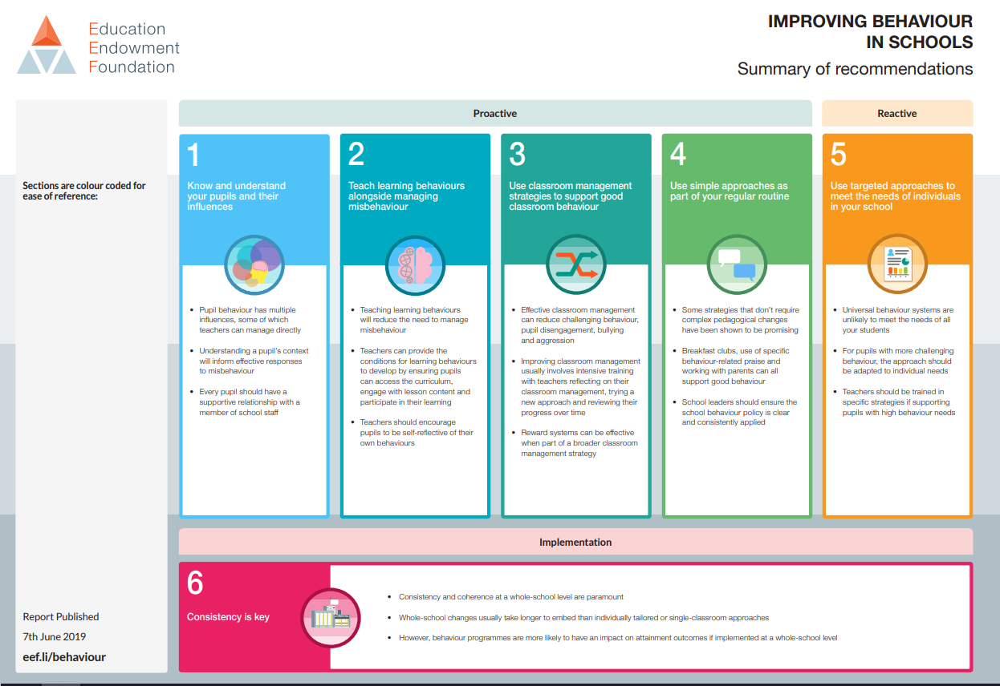 Education
Endowment
Foundation
IMPROVING BEHAVIOUR
IN SCHOOLS
Summary of recommendations
Sections are colour coded for
ease of reference:
Proactive
Reactive
1
Know and understand
your pupils and their
influences
• Pupil behaviour has multiple
influences, some of which
teachers can manage directly
• Understanding a pupil's context
will inform effective responses
to misbehaviour
• Every pupil should have a
supportive relationship with a
member of school staff
2
Teach learning behaviours
alongside managing
misbehaviour
• Teaching learning behaviours
will reduce the need to manage
misbehaviour
• Teachers can provide the
conditions for learning behaviours
to develop by ensuring pupils
can access the curriculum,
engage with lesson content and
participate in their learning
• Teachers should encourage
pupils to be self-reflective of their
own behaviours
3
Use classroom management
strategies to support good
classroom behaviour
• Effective classroom management
can reduce challenging behaviour,
pupil disengagement, bullying
and aggression
• Improving classroom management
usually involves intensive training
with teachers reflecting on their
classroom management, trying a
new approach and reviewing their
progress over time
• Reward systems can be effective
when part of a broader classroom
management strategy
4
Use simple approaches as
part of your regular routine
• Some strategies that don't require
complex pedagogical changes
have been shown to be promising
• Breakfast clubs, use of specific
behaviour-related praise and
working with parents can all
support good behaviour
• School leaders should ensure the
school behaviour policy is clear
and consistently applied
5
Use targeted approaches to
meet the needs of individuals
in your school
• Universal behaviour systems are
unlikely to meet the needs of all
your students
• For pupils with more challenging
behaviour, the approach should
be adapted to individual needs
• Teachers should be trained in
specific strategies if supporting
pupils with high behaviour needs
Implementation
6
Consistency is key
• Consistency and coherence at a whole-school level are paramount
• Whole-school changes usually take longer to embed than individually tailored or single-classroom approaches
• However, behaviour programmes are more likely to have an impact on attainment outcomes if implemented at a whole-school level
Report Published
7th June 2019
eef.li/behaviour